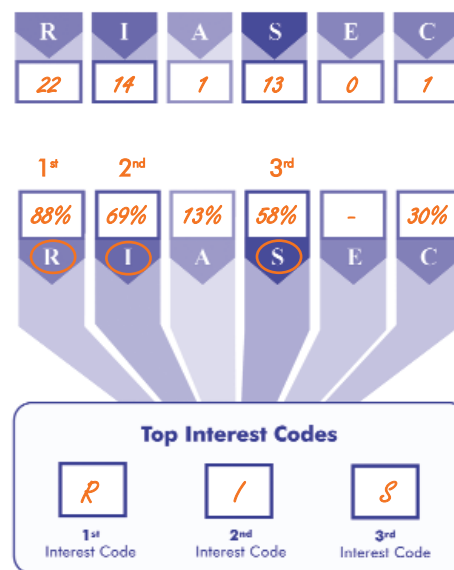 R I A S E C
22 14 1 13 0 1
1st 2nd 3rd
88% 69% 13% 58% - 30%
R I A S E C
Top Interest Codes
R I S
1st 2nd 3rd
Interest Code Interest Code Interest Code